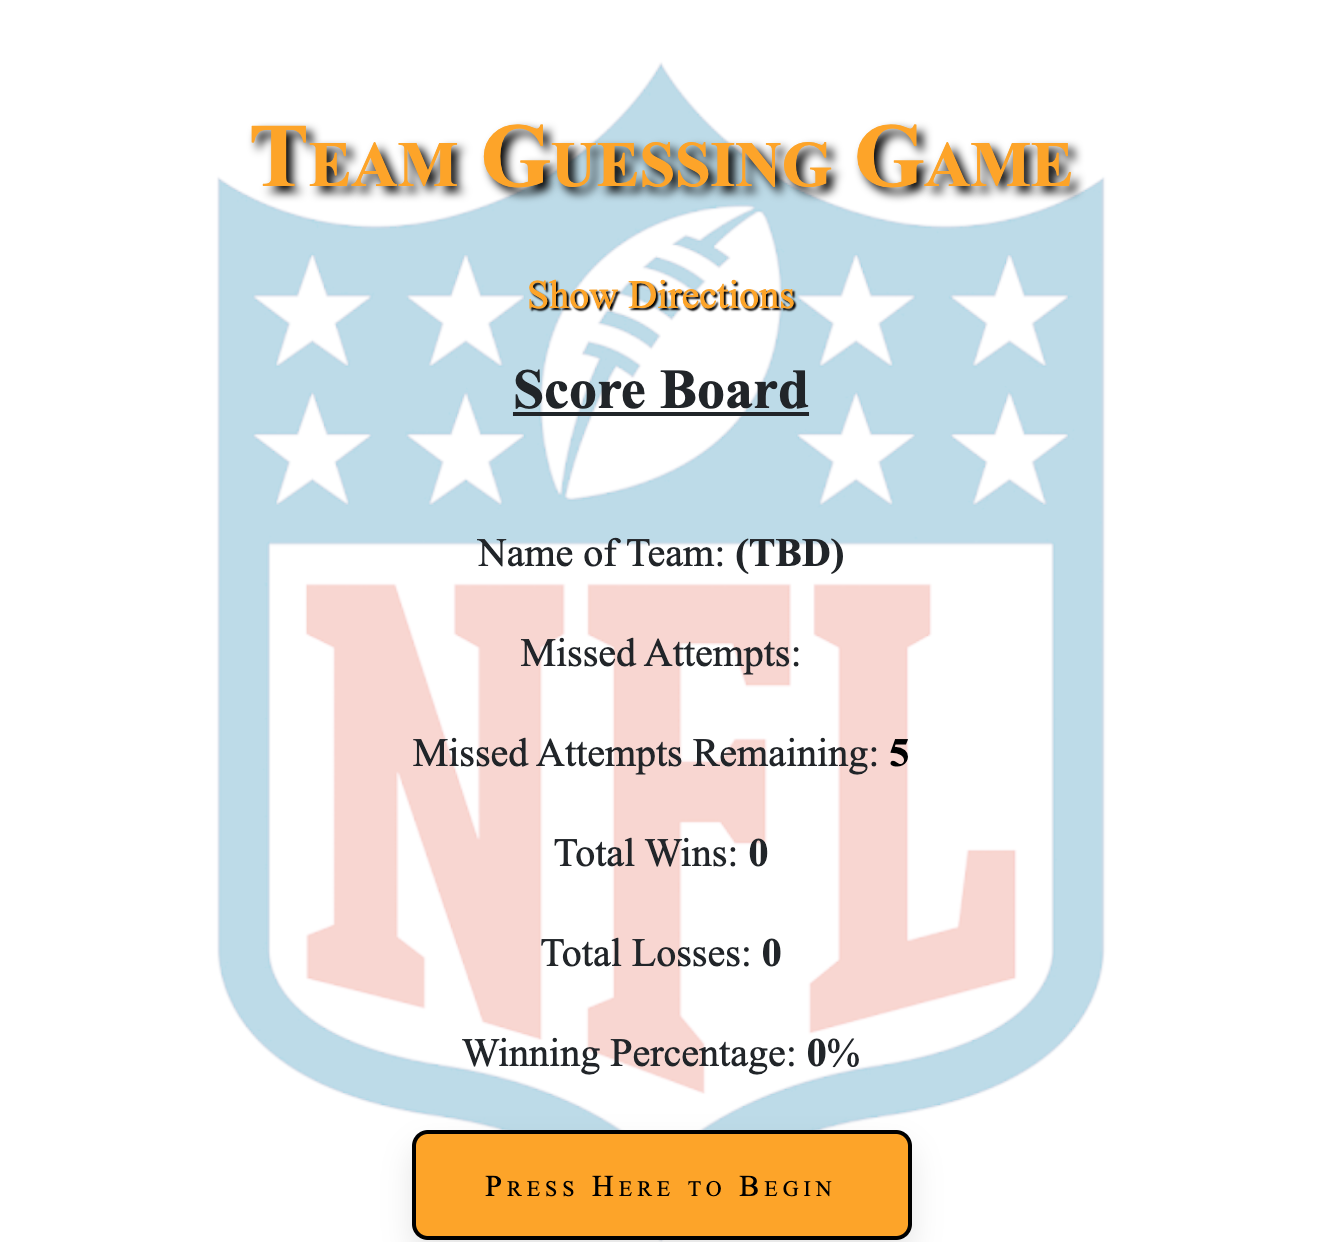 Team Guessing Game
Show Directions
Score Board
Name of Team: (TBD)
NFL
Missed Attempts:
Missed Attempts Remaining: 5
Total Wins: 0
Total Losses: 0
Winning Percentage: 0%
Press Here to Begin